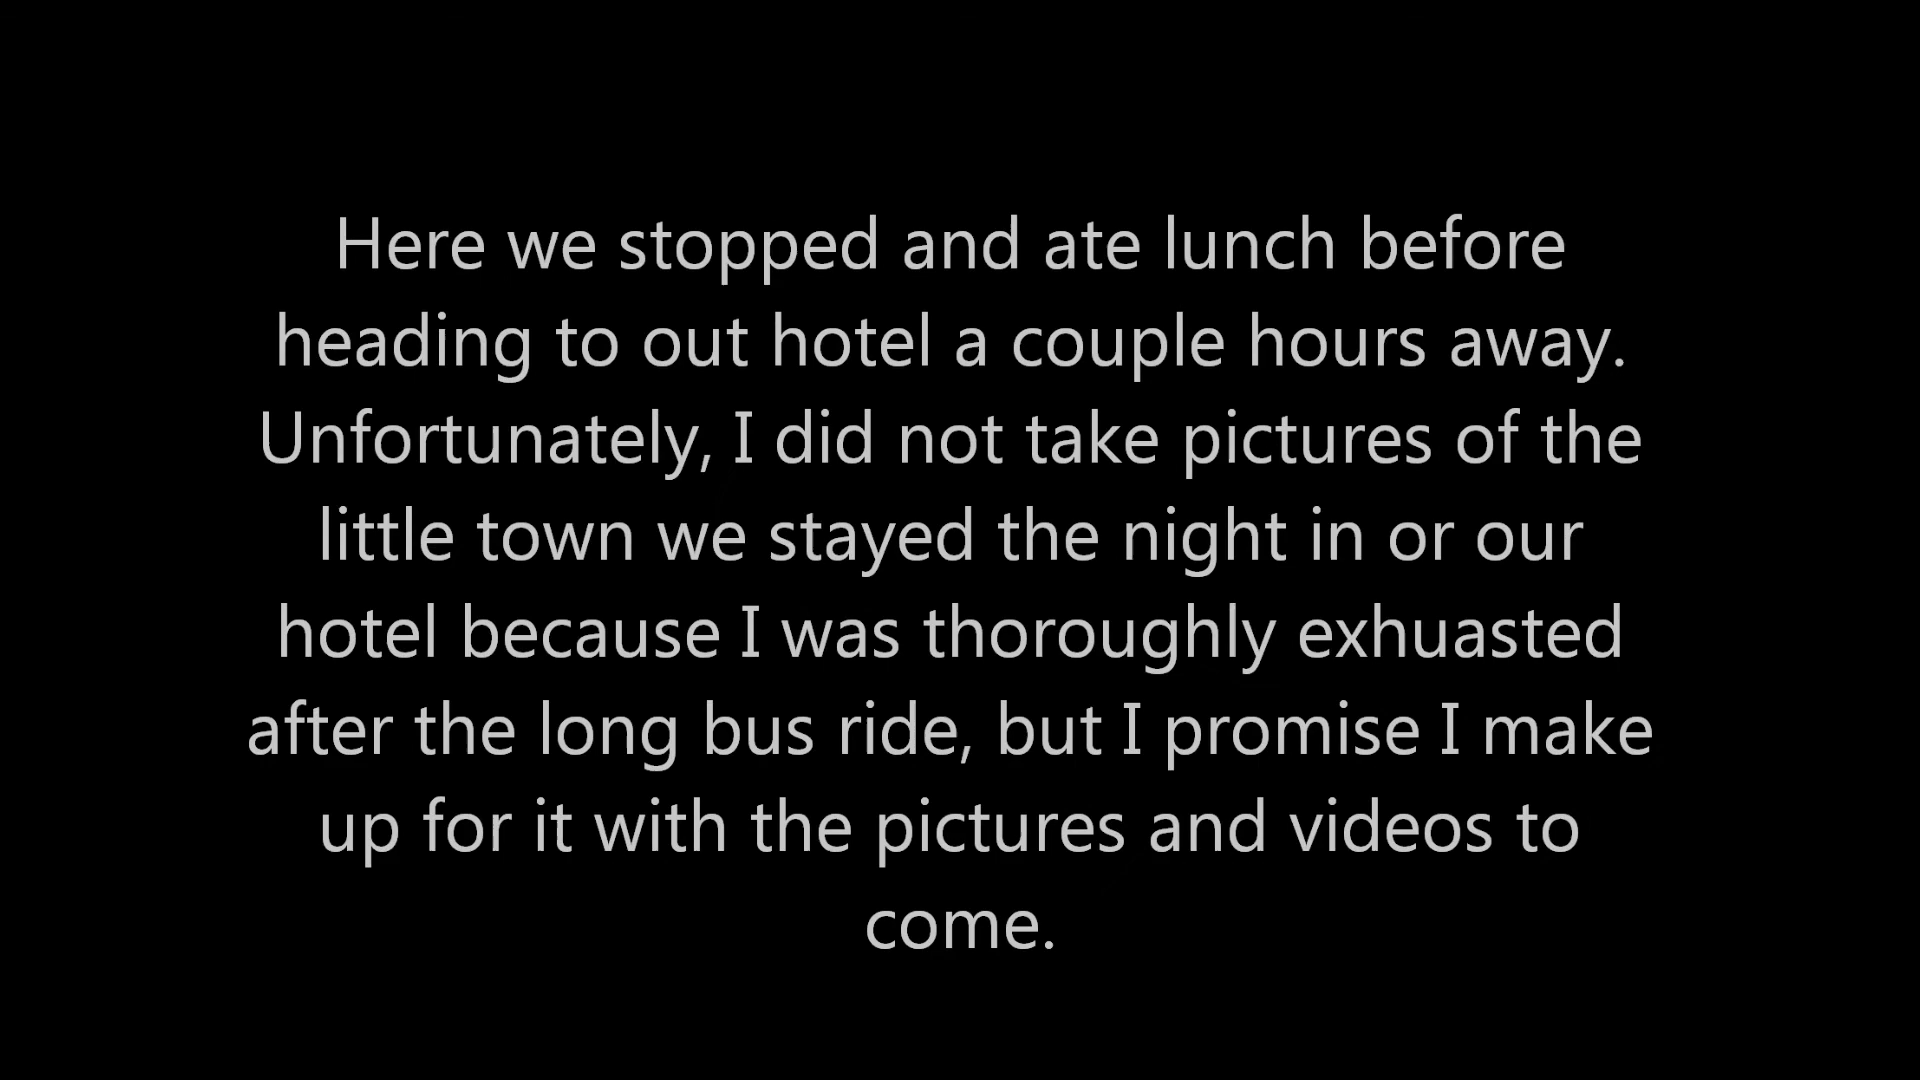 Here we stopped and ate lunch before
heading to out hotel a couple hours away.
Unfortunately, I did not take pictures of the
little town we stayed the night in or our
hotel because I was thoroughly exhuasted
after the long bus ride, but I promise I make
up for it with the pictures and videos to
come.